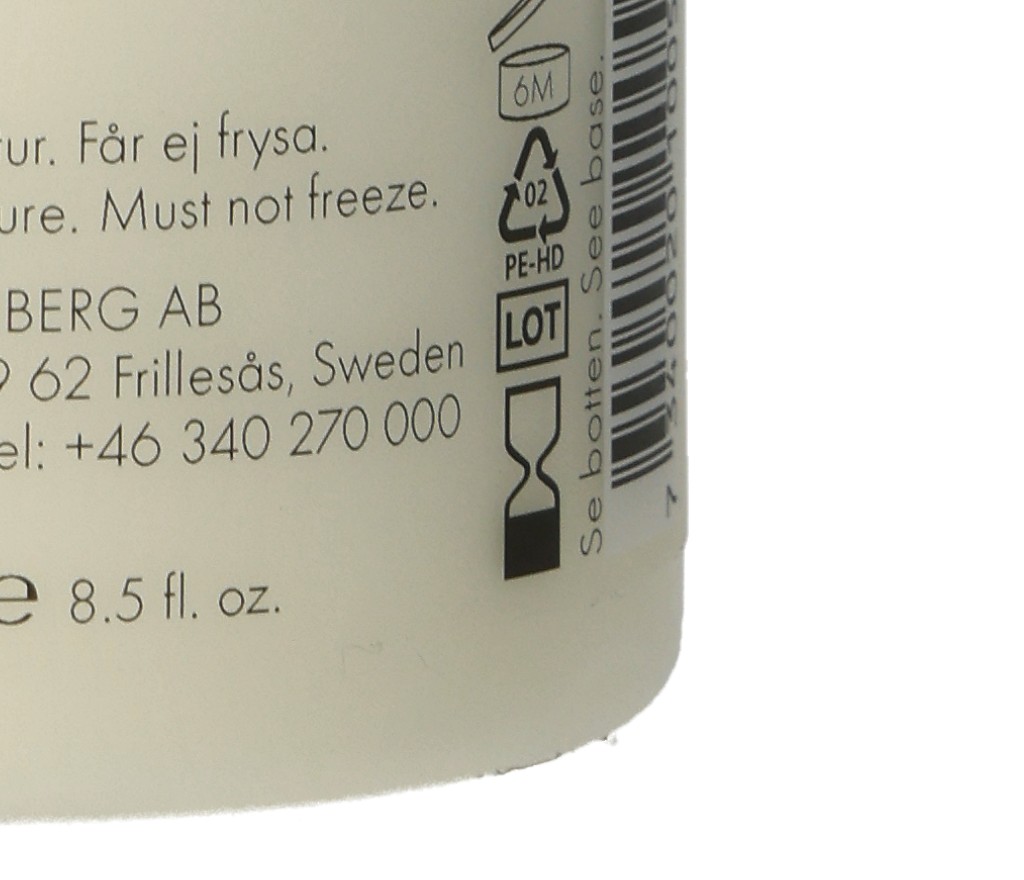 ur. Får ej frysa.
ure. Must not freeze.
BERG AB
9 62 Frillesås, Sweden
el: +46 340 270 000
e 8.5 fl. oz.
6M
02
PE-HD
LOT
Se botten. See base.